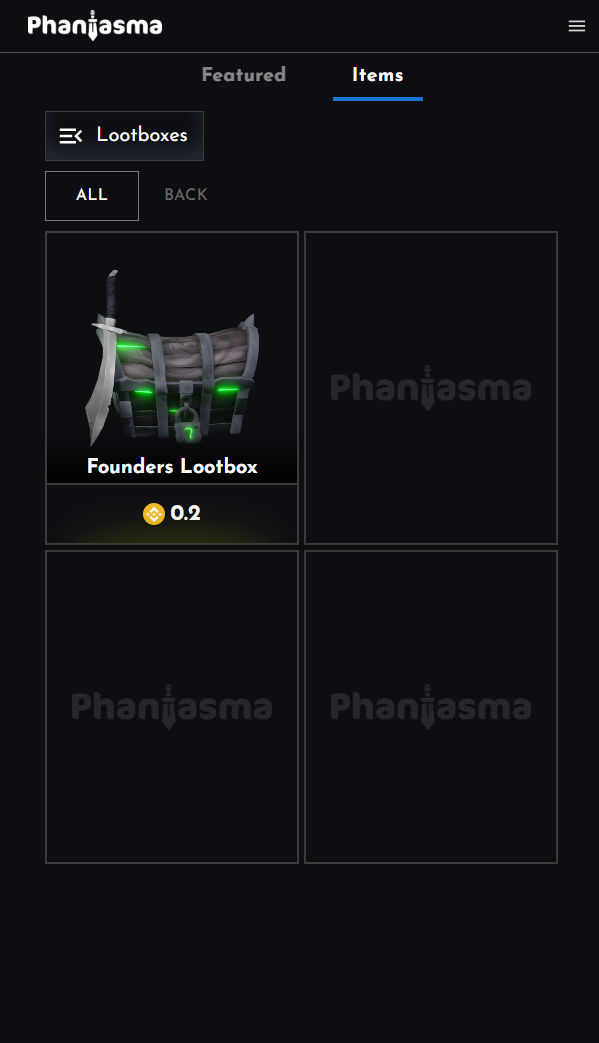 Phantasma
Featured Items
Lootboxes
ALL BACK
Founders Lootbox
0.2
Phantasma
Phantasma
Phantasma